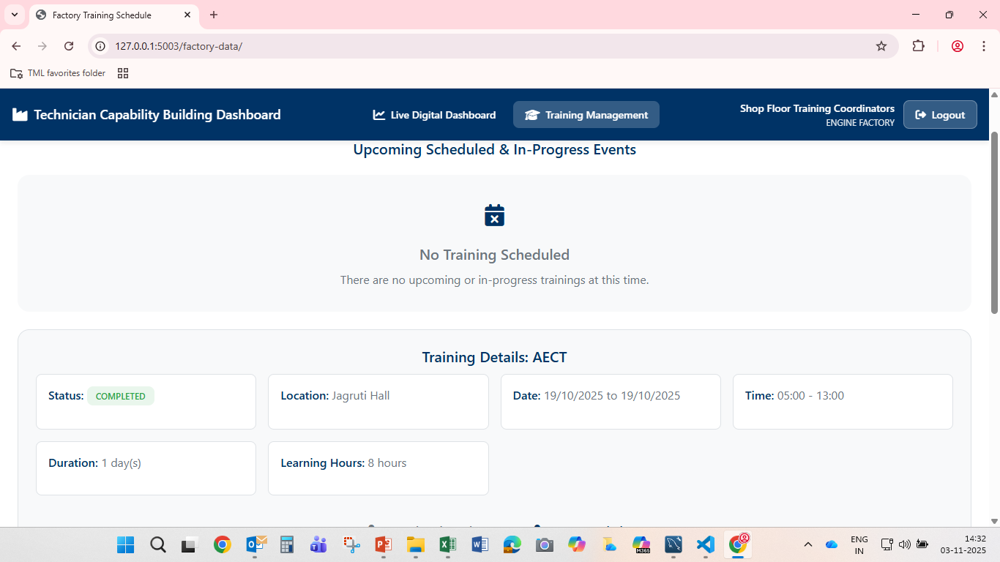 Factory Training Schedule
127.0.0.1:5003/factory-data/
TML favorites folder
Technician Capability Building Dashboard
Live Digital Dashboard
Training Management
Shop Floor Training Coordinators
ENGINE FACTORY
Logout
Upcoming Scheduled & In-Progress Events
No Training Scheduled
There are no upcoming or in-progress trainings at this time.
Training Details: AECT
Status: COMPLETED
Location: Jagruti Hall
Date: 19/10/2025 to 19/10/2025
Time: 05:00 - 13:00
Duration: 1 day(s)
Learning Hours: 8 hours
M365
ENG
IN
14:32
03-11-2025